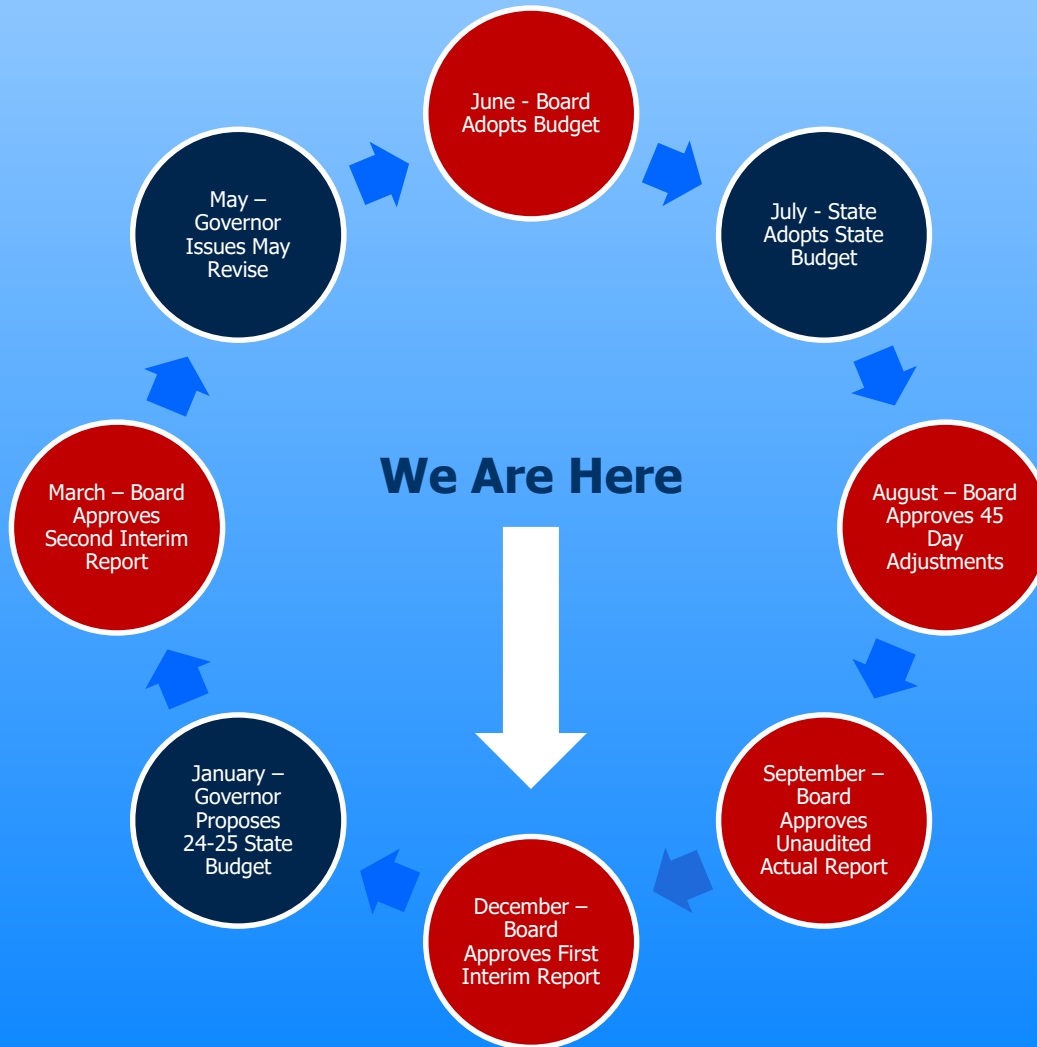 June - Board
Adopts Budget
July - State
Adopts State
Budget
August – Board
Approves 45
Day
Adjustments
September –
Board
Approves
Unaudited
Actual Report
December –
Board
Approves First
Interim Report
January –
Governor
Proposes
24-25 State
Budget
March – Board
Approves
Second Interim
Report
May –
Governor
Issues May
Revise
We Are Here